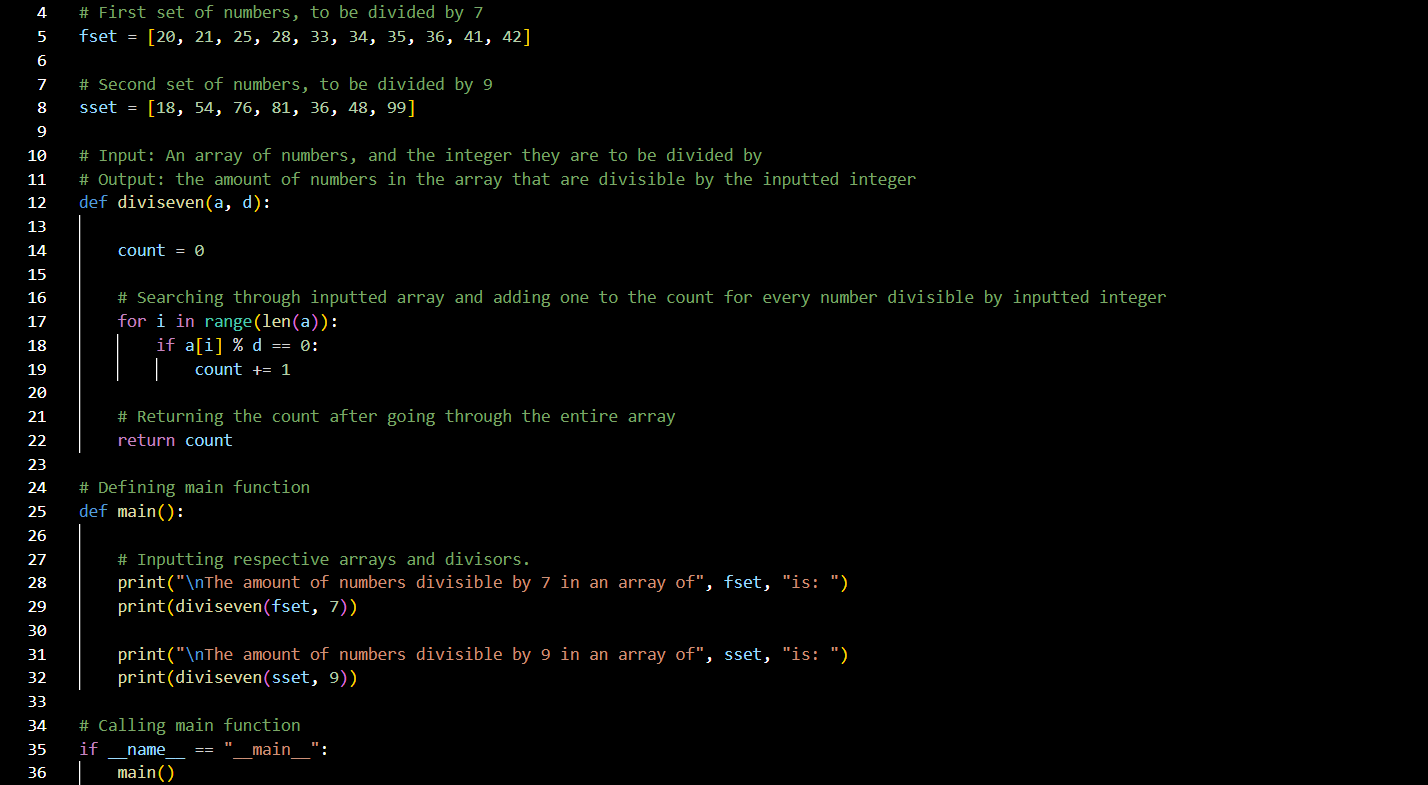 4 # First set of numbers, to be divided by 7
5 fset = [20, 21, 25, 28, 33, 34, 35, 36, 41, 42]
6
7 # Second set of numbers, to be divided by 9
8 sset = [18, 54, 76, 81, 36, 48, 99]
9
10 # Input: An array of numbers, and the integer they are to be divided by
11 # Output: the amount of numbers in the array that are divisible by the inputted integer
12 def diviseven(a, d):
13
14     count = 0
15
16     # Searching through inputted array and adding one to the count for every number divisible by inputted integer
17     for i in range(len(a)):
18         if a[i] % d == 0:
19             count += 1
20
21     # Returning the count after going through the entire array
22     return count
23
24 # Defining main function
25 def main():
26
27     # Inputting respective arrays and divisors.
28     print("\nThe amount of numbers divisible by 7 in an array of", fset, "is: ")
29     print(diviseven(fset, 7))
30
31     print("\nThe amount of numbers divisible by 9 in an array of", sset, "is: ")
32     print(diviseven(sset, 9))
33
34 # Calling main function
35 if __name__ == "__main__":
36     main()